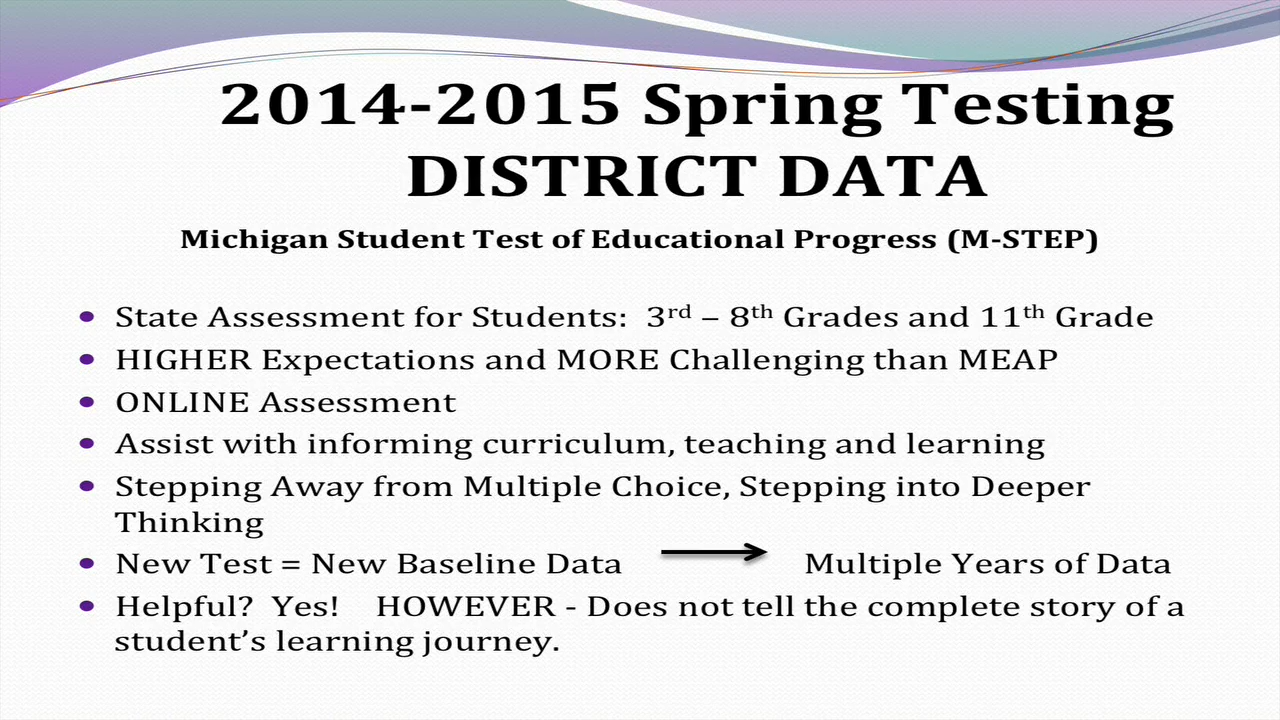 2014-2015 Spring Testing
DISTRICT DATA
Michigan Student Test of Educational Progress (M-STEP)
• State Assessment for Students:  3rd – 8th Grades and 11th Grade
• HIGHER Expectations and MORE Challenging than MEAP
• ONLINE Assessment
• Assist with informing curriculum, teaching and learning
• Stepping Away from Multiple Choice, Stepping into Deeper
Thinking
• New Test = New Baseline Data Multiple Years of Data
• Helpful?  Yes!    HOWEVER - Does not tell the complete story of a
student’s learning journey.